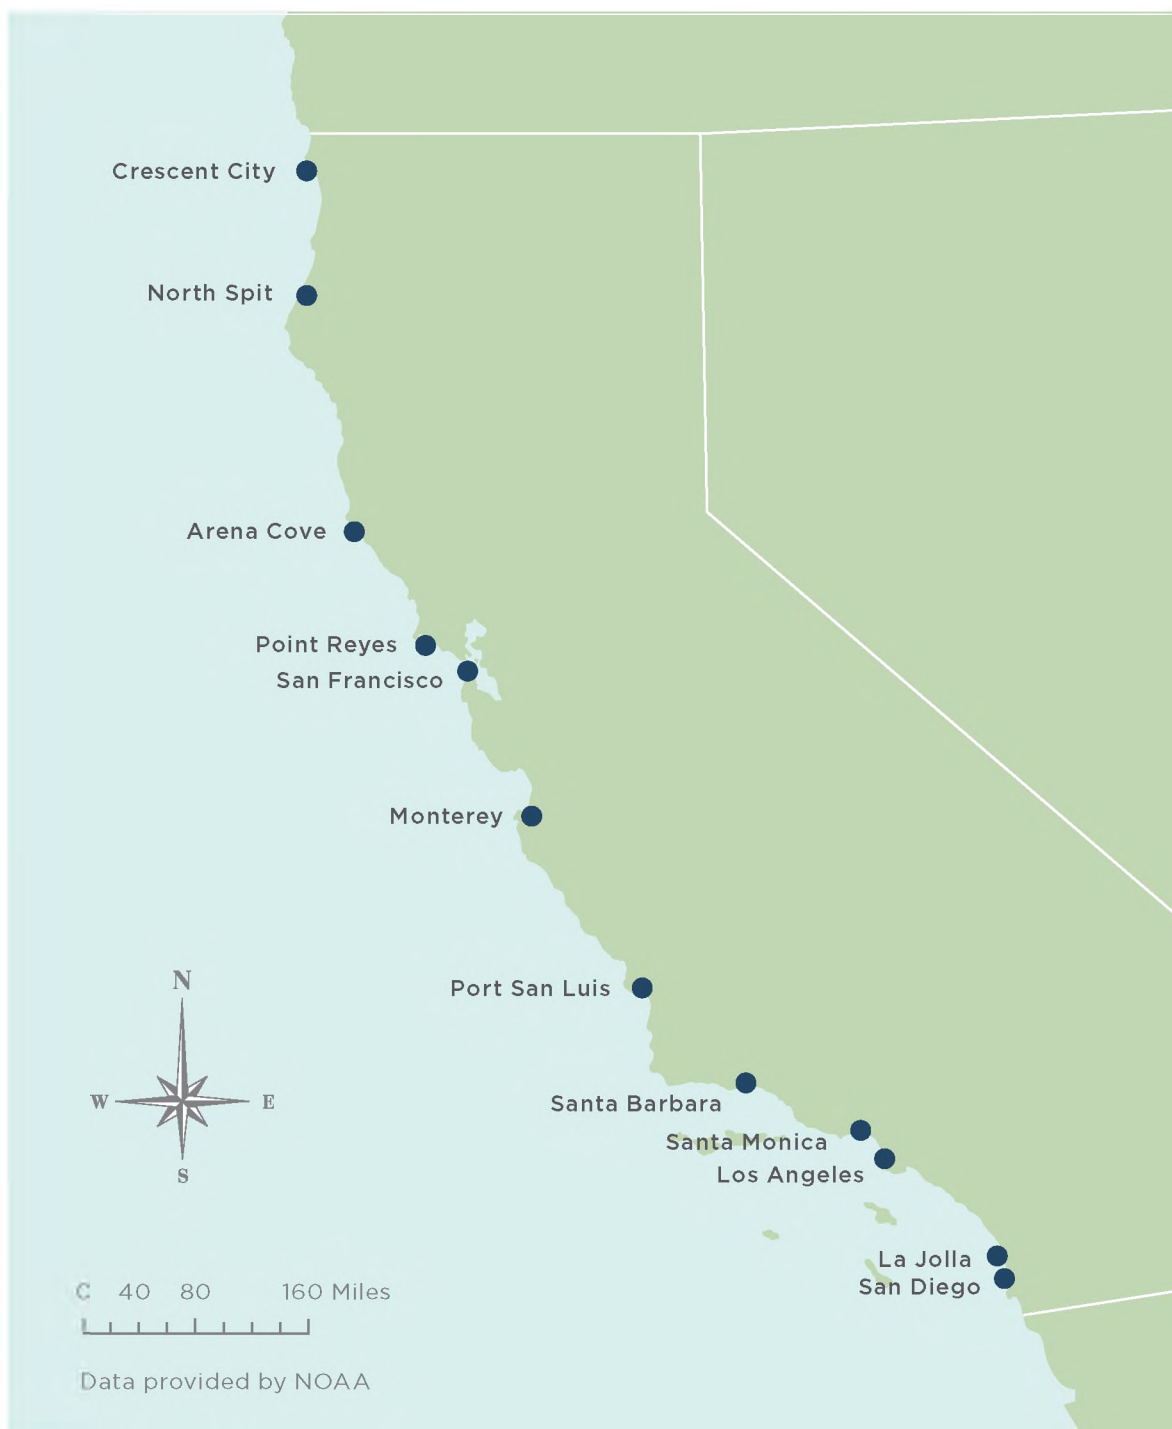 Crescent City
North Spit
Arena Cove
Point Reyes
San Francisco
Monterey
N
Port San Luis
W E
Santa Barbara
Santa Monica
S
Los Angeles
La Jolla
San Diego
40 80 160 Miles
Data provided by NOAA